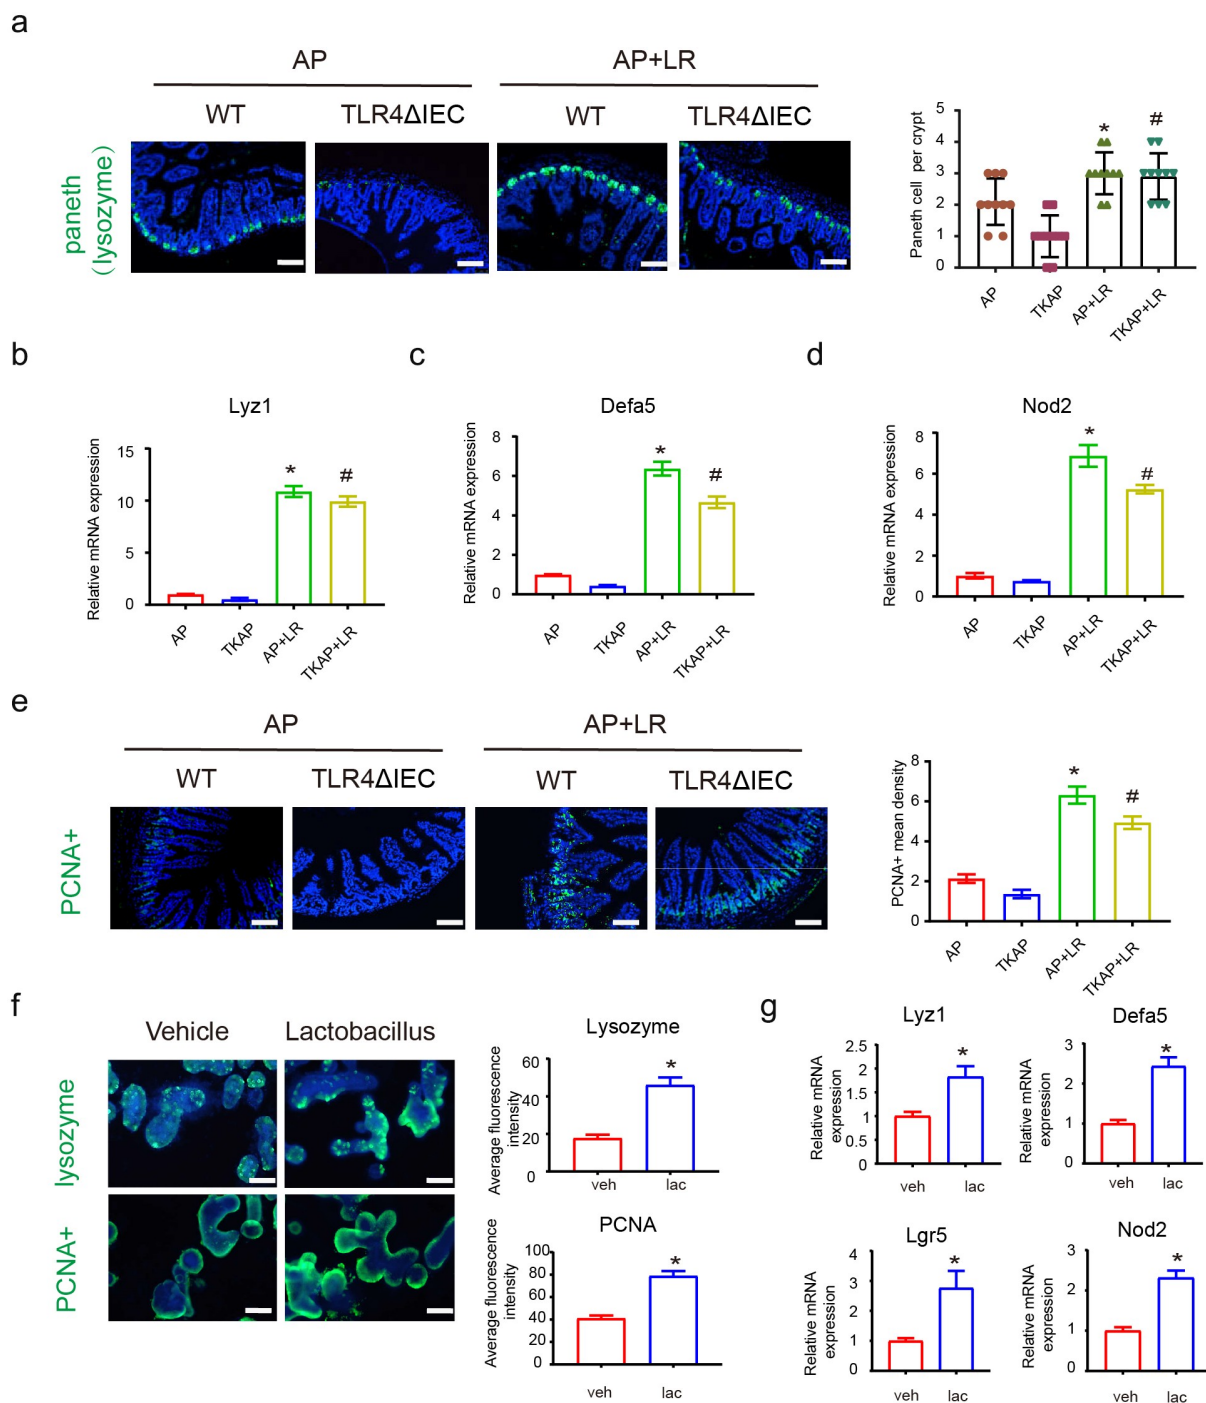 a
AP
AP+LR
WT
TLR4ΔIEC
WT
TLR4ΔIEC
paneth
(lysozyme)
Paneth cell per crypt
5
4
3
2
1
0
*
#
AP
TKAP
AP+LR
TKAP+LR
b
Lyz1
Relative mRNA expression
15
10
5
0
*
#
AP
TKAP
AP+LR
TKAP+LR
c
Defa5
Relative mRNA expression
8
6
4
2
0
*
#
AP
TKAP
AP+LR
TKAP+LR
d
Nod2
Relative mRNA expression
8
6
4
2
0
*
#
AP
TKAP
AP+LR
TKAP+LR
e
AP
AP+LR
WT
TLR4ΔIEC
WT
TLR4ΔIEC
PCNA+
PCNA+ mean density
8
6
4
2
0
*
#
AP
TKAP
AP+LR
TKAP+LR
f
Vehicle
Lactobacillus
lysozyme
PCNA+
Lysozyme
Average fluorescence
intensity
60
40
20
0
*
veh
lac
PCNA
Average fluorescence
intensity
100
80
60
40
20
0
*
veh
lac
g
Lyz1
Relative mRNA
expression
2.5
2
1.5
1
0.5
0
*
veh
lac
Defa5
Relative mRNA
expression
3
2
1
0
*
veh
lac
Lgr5
Relative mRNA
expression
4
3
2
1
0
*
veh
lac
Nod2
Relative mRNA
expression
3
2
1
0
*
veh
lac